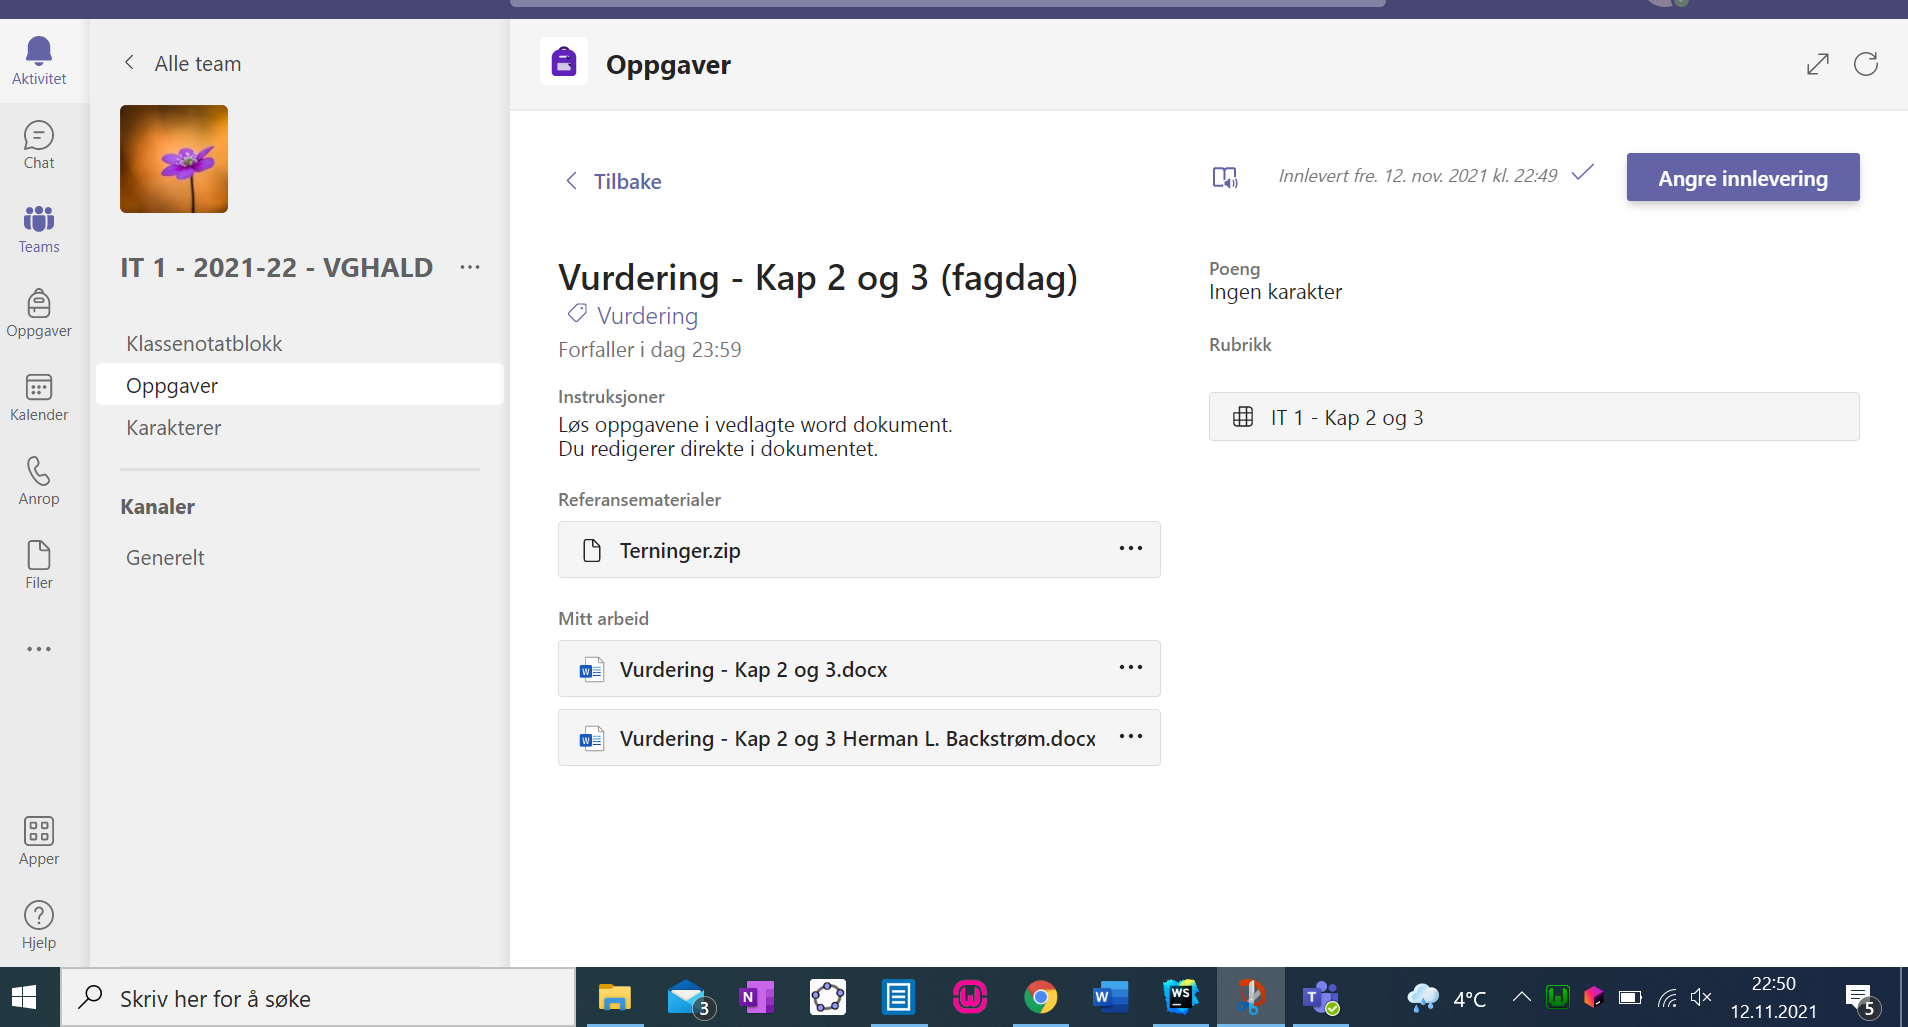 Aktivitet
Chat
Teams
Oppgaver
Kalender
Anrop
Filer
Apper
Hjelp
Alle team
IT 1 - 2021-22 - VGHALD
Klassenotatblokk
Oppgaver
Karakterer
Kanaler
Generelt
Oppgaver
Tilbake
Innlevert fre. 12. nov. 2021 kl. 22:49
Angre innlevering
Vurdering - Kap 2 og 3 (fagdag)
Vurdering
Forfaller i dag 23:59
Instruksjoner
Løs oppgavene i vedlagte word dokument.
Du redigerer direkte i dokumentet.
Referansematerialer
Terninger.zip
Mitt arbeid
Vurdering - Kap 2 og 3.docx
Vurdering - Kap 2 og 3 Herman L. Backstrøm.docx
Poeng
Ingen karakter
Rubrikk
IT 1 - Kap 2 og 3
Skriv her for å søke
3
N
W
WS
T
4°C
22:50
12.11.2021
5